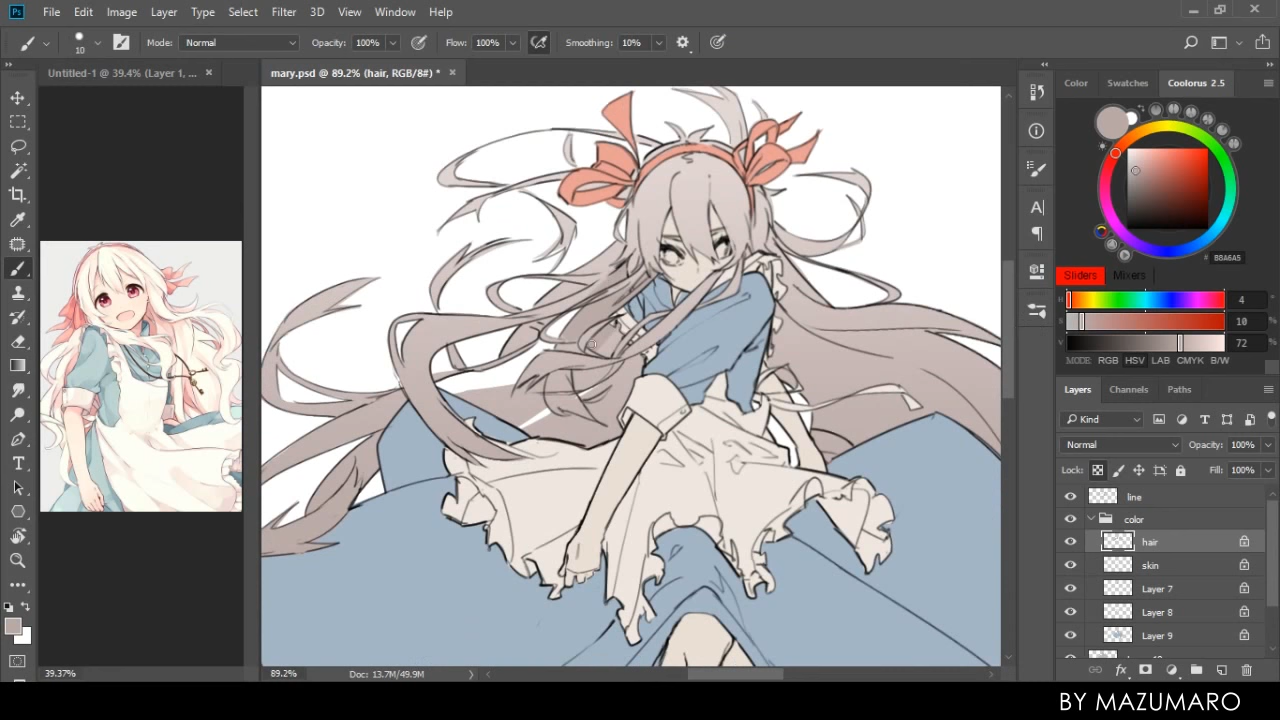 Ps File Edit Image Layer Type Select Filter 3D View Window Help
10 Mode: Normal Opacity: 100% Flow: 100% Smoothing: 10%
Untitled-1 @ 39.4% (Layer 1, ... × mary.psd @ 89.2% (hair, RGB/8#) * ×
Color Swatches Coolorus 2.5
# B8A6A5
Sliders Mixers
H 4 °
S 10
V 72
MODE RGB HSV LAB CMYK B/W
Layers Channels Paths
Kind
Normal Opacity: 100%
Lock: Fill: 100%
line
color
hair
skin
Layer 7
Layer 8
Layer 9
39.37% 89.2% Doc: 13.7M/49.9M
BY MAZUMARO